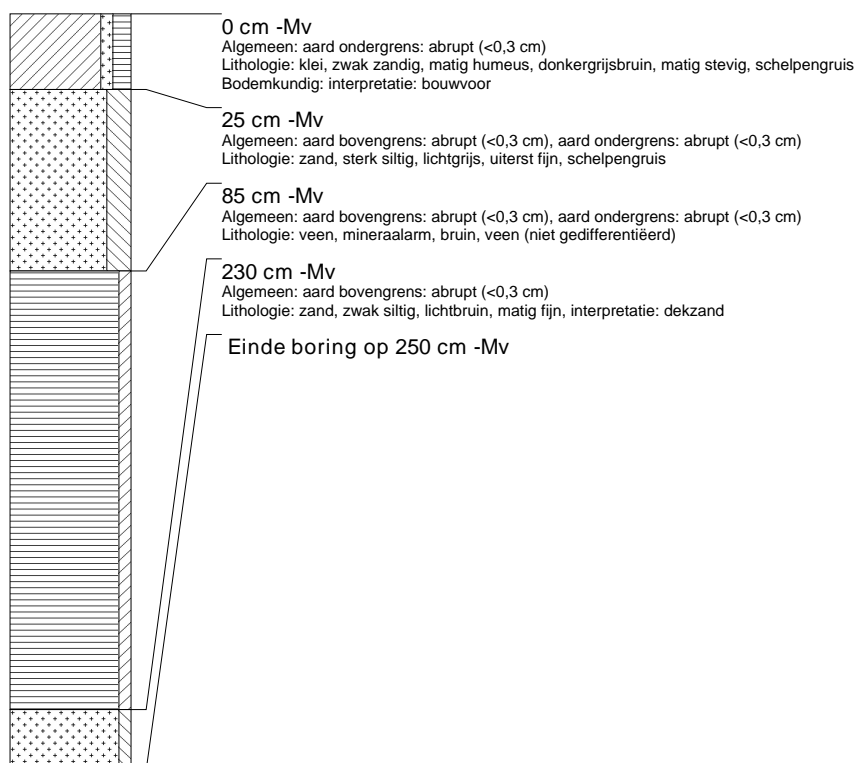 0 cm -Mv
Algemeen: aard ondergrens: abrupt (<0,3 cm)
Lithologie: klei, zwak zandig, matig humeus, donkergrijsbruin, matig stevig, schelpengruis
Bodemkundig: interpretatie: bouwvoor
25 cm -Mv
Algemeen: aard bovengrens: abrupt (<0,3 cm), aard ondergrens: abrupt (<0,3 cm)
Lithologie: zand, sterk siltig, lichtgrijs, uiterst fijn, schelpengruis
85 cm -Mv
Algemeen: aard bovengrens: abrupt (<0,3 cm), aard ondergrens: abrupt (<0,3 cm)
Lithologie: veen, mineraalarm, bruin, veen (niet gedifferentiëerd)
230 cm -Mv
Algemeen: aard bovengrens: abrupt (<0,3 cm)
Lithologie: zand, zwak siltig, lichtbruin, matig fijn, interpretatie: dekzand
Einde boring op 250 cm -Mv